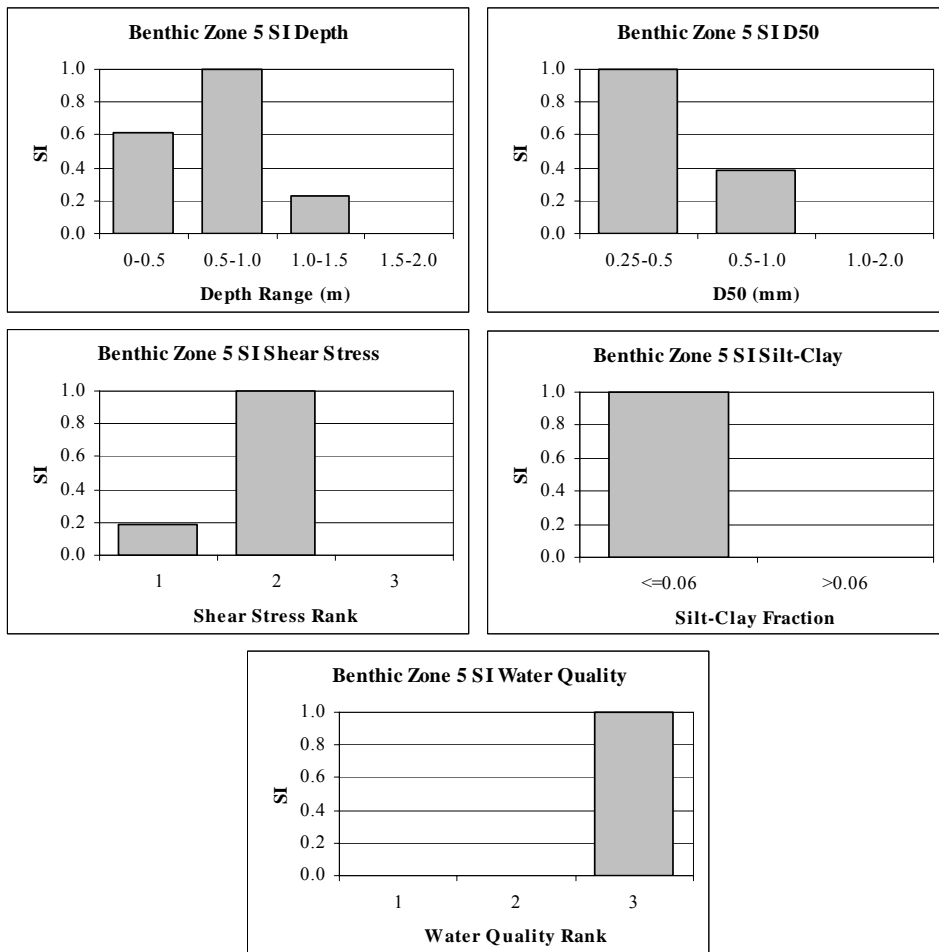 Benthic Zone 5 SI Depth
1.0
0.8
0.6
0.4
0.2
0.0
SI
0-0.5 0.5-1.0 1.0-1.5 1.5-2.0
Depth Range (m)
Benthic Zone 5 SI D50
1.0
0.8
0.6
0.4
0.2
0.0
SI
0.25-0.5 0.5-1.0 1.0-2.0
D50 (mm)
Benthic Zone 5 SI Shear Stress
1.0
0.8
0.6
0.4
0.2
0.0
SI
1 2 3
Shear Stress Rank
Benthic Zone 5 SI Silt-Clay
1.0
0.8
0.6
0.4
0.2
0.0
SI
<=0.06 >0.06
Silt-Clay Fraction
Benthic Zone 5 SI Water Quality
1.0
0.8
0.6
0.4
0.2
0.0
SI
1 2 3
Water Quality Rank